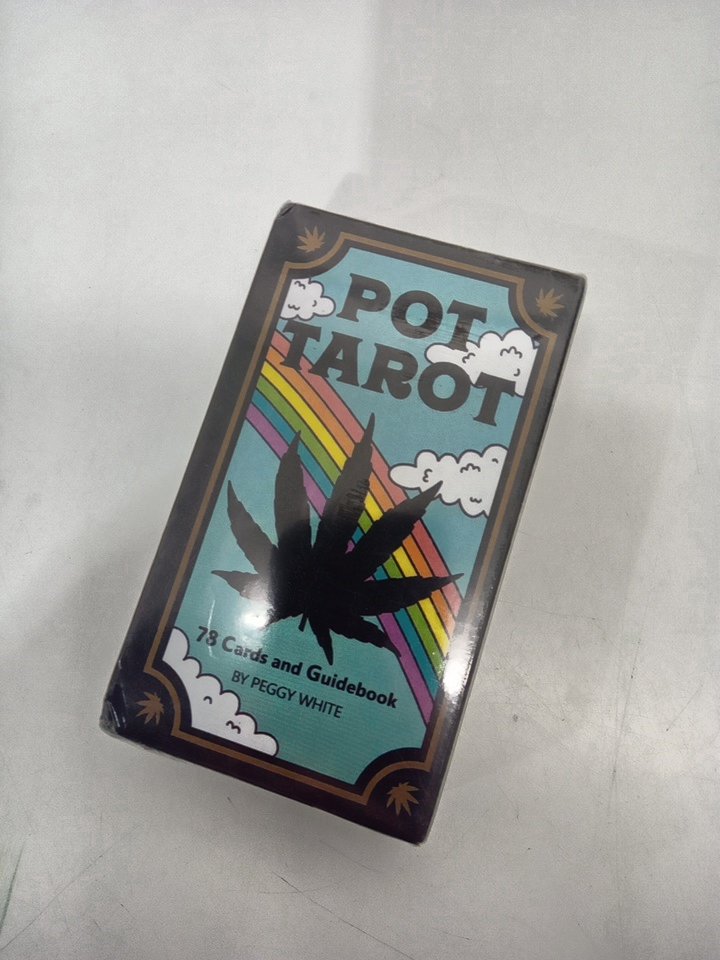 POT
TAROT
78 Cards and Guidebook
BY PEGGY WHITE